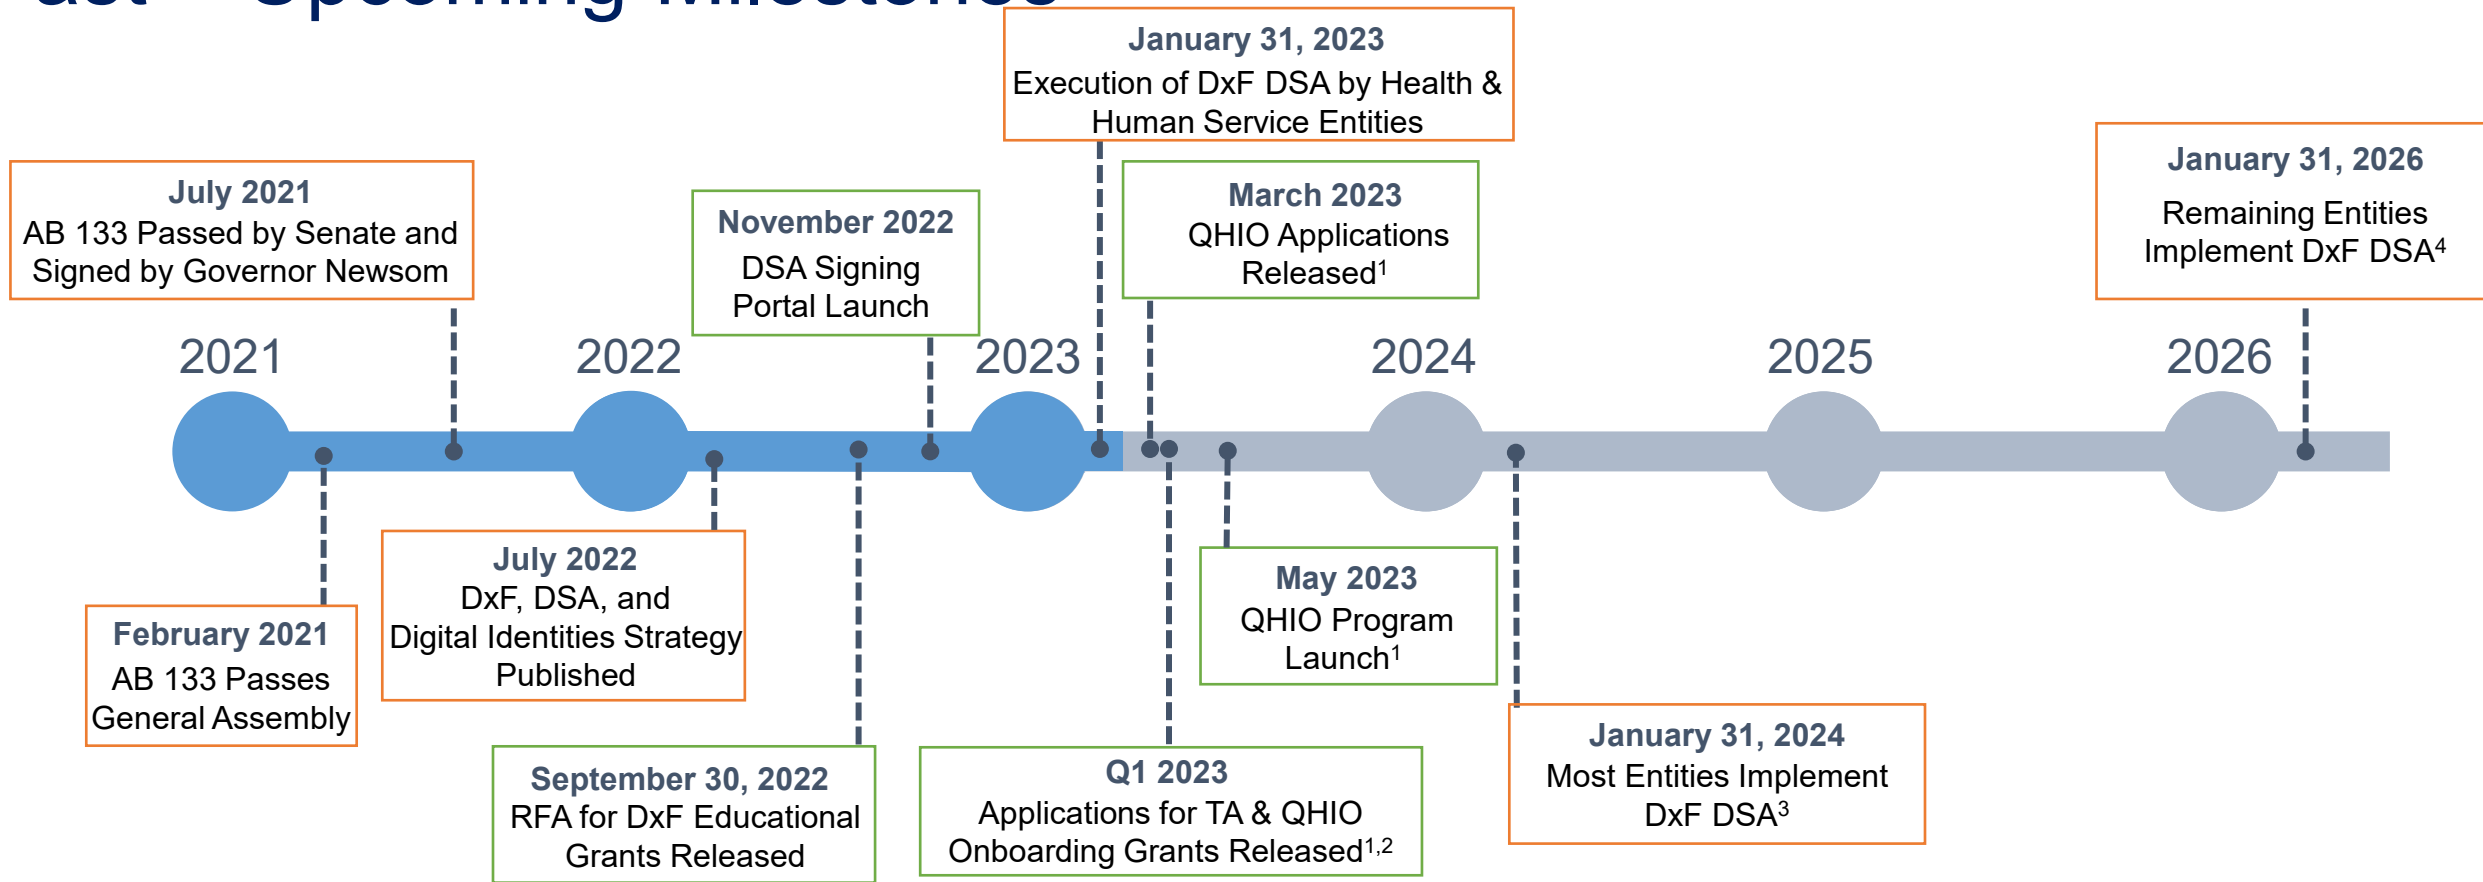 Upcoming Milestones
January 31, 2023
Execution of DxF DSA by Health &
Human Service Entities
July 2021
AB 133 Passed by Senate and
Signed by Governor Newsom
November 2022
DSA Signing
Portal Launch
March 2023
QHIO Applications
Released¹
January 31, 2026
Remaining Entities
Implement DxF DSA⁴
2021
2022
2023
2024
2025
2026
February 2021
AB 133 Passes
General Assembly
July 2022
DxF, DSA, and
Digital Identities Strategy
Published
September 30, 2022
RFA for DxF Educational
Grants Released
Q1 2023
Applications for TA & QHIO
Onboarding Grants Released¹,²
May 2023
QHIO Program
Launch¹
January 31, 2024
Most Entities Implement
DxF DSA³